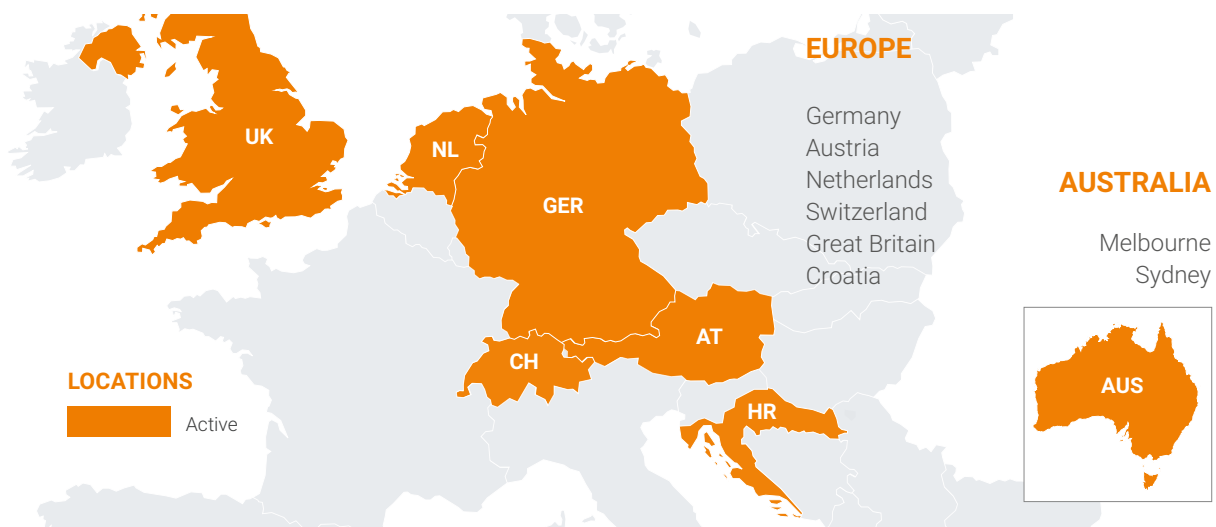 EUROPE
Germany
Austria
Netherlands
Switzerland
Great Britain
Croatia
AUSTRALIA
Melbourne
Sydney
UK
NL
GER
CH
AT
HR
AUS
LOCATIONS
Active